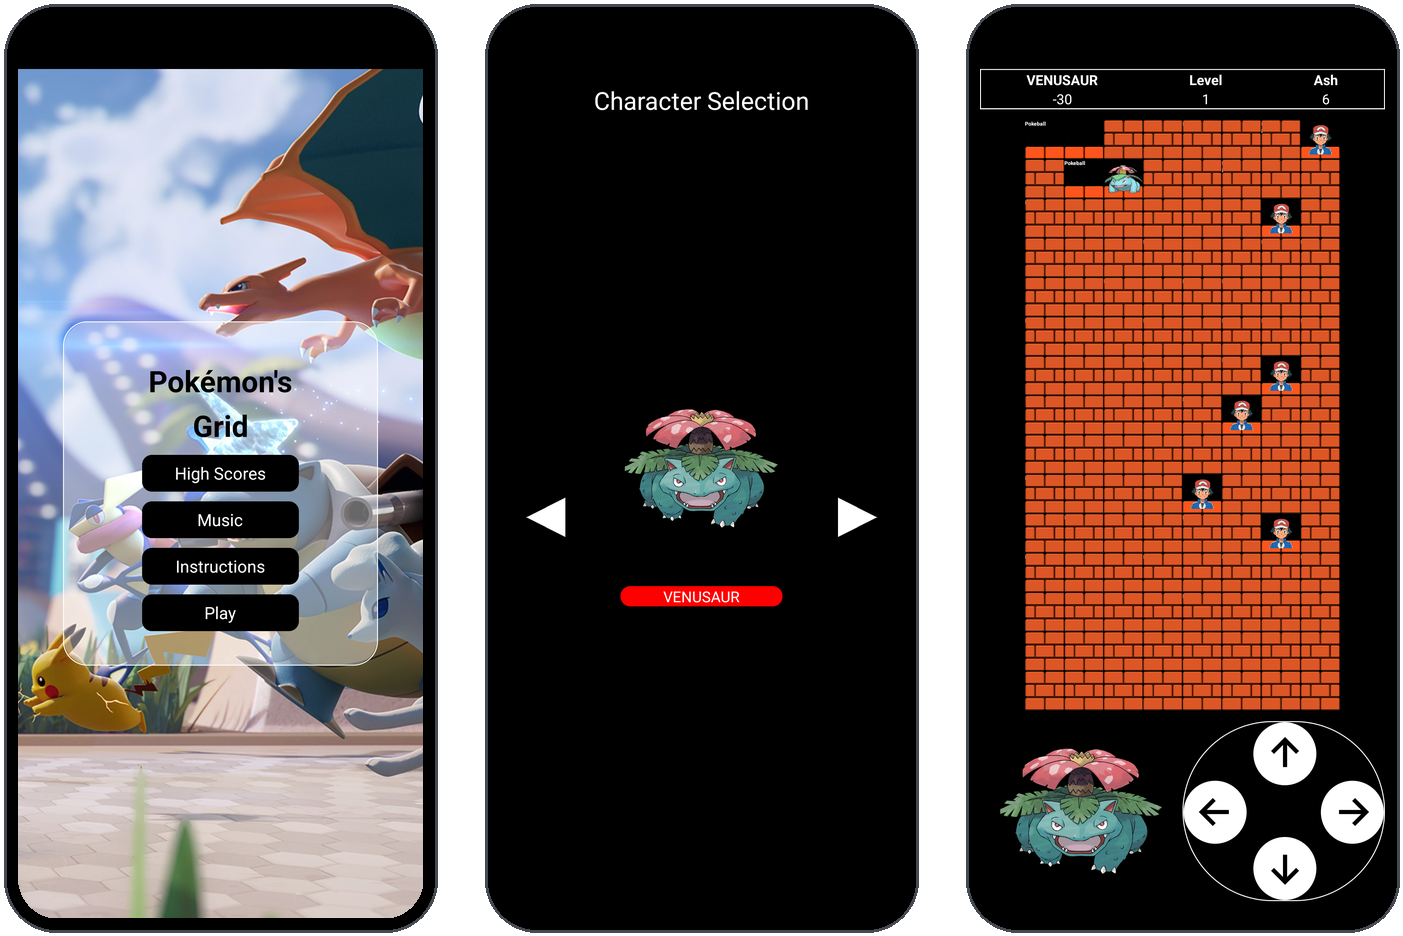 Pokémon's
Grid
High Scores
Music
Instructions
Play
Character Selection
VENUSAUR
VENUSAUR Level Ash
-30 1 6
Pokeball
Pokeball